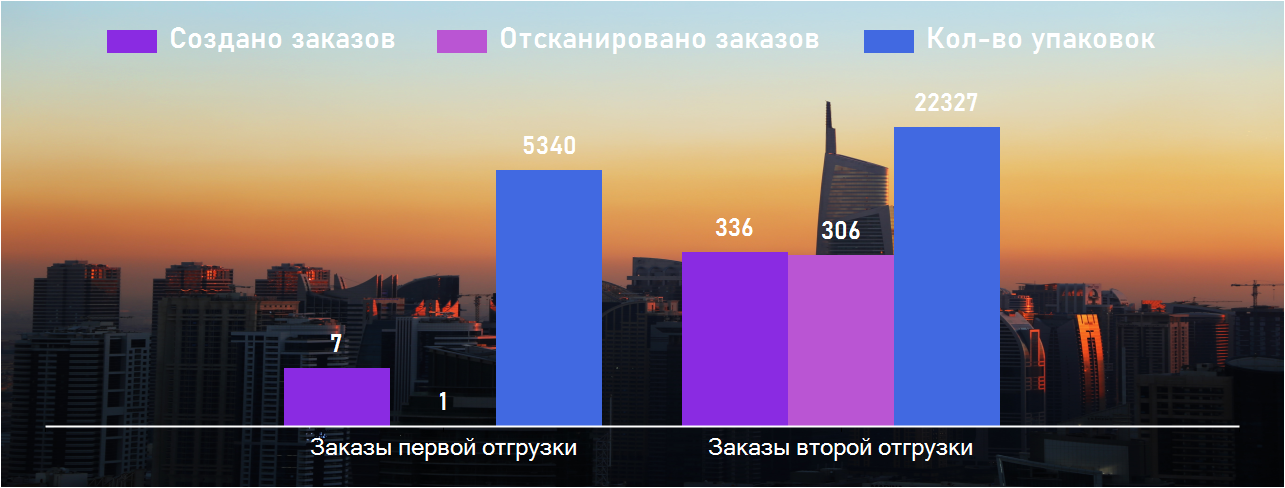 Создано заказов
Отсканировано заказов
Кол-во упаковок
7
1
5340
336
306
22327
Заказы первой отгрузки
Заказы второй отгрузки